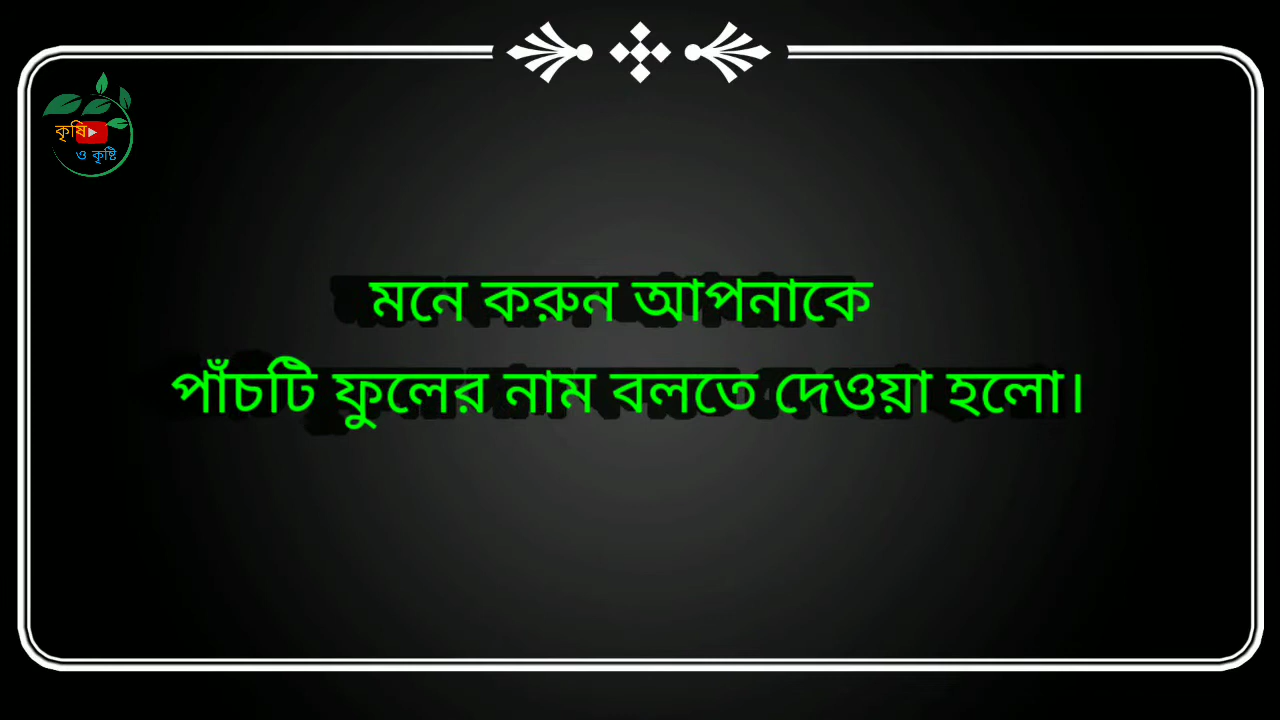 কৃষি
ও কৃষ্টি
মনে করুন আপনাকে
পাঁচটি ফুলের নাম বলতে দেওয়া হলো।